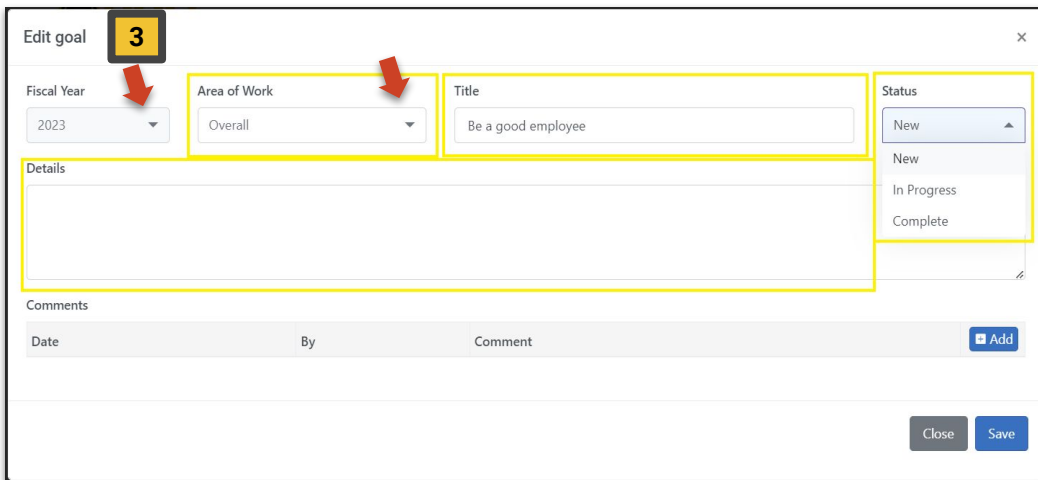 Edit goal
3
×
Fiscal Year
Area of Work
Title
Status
2023
Overall
Be a good employee
New
New
In Progress
Complete
Details
Comments
Date
By
Comment
Add
Close
Save